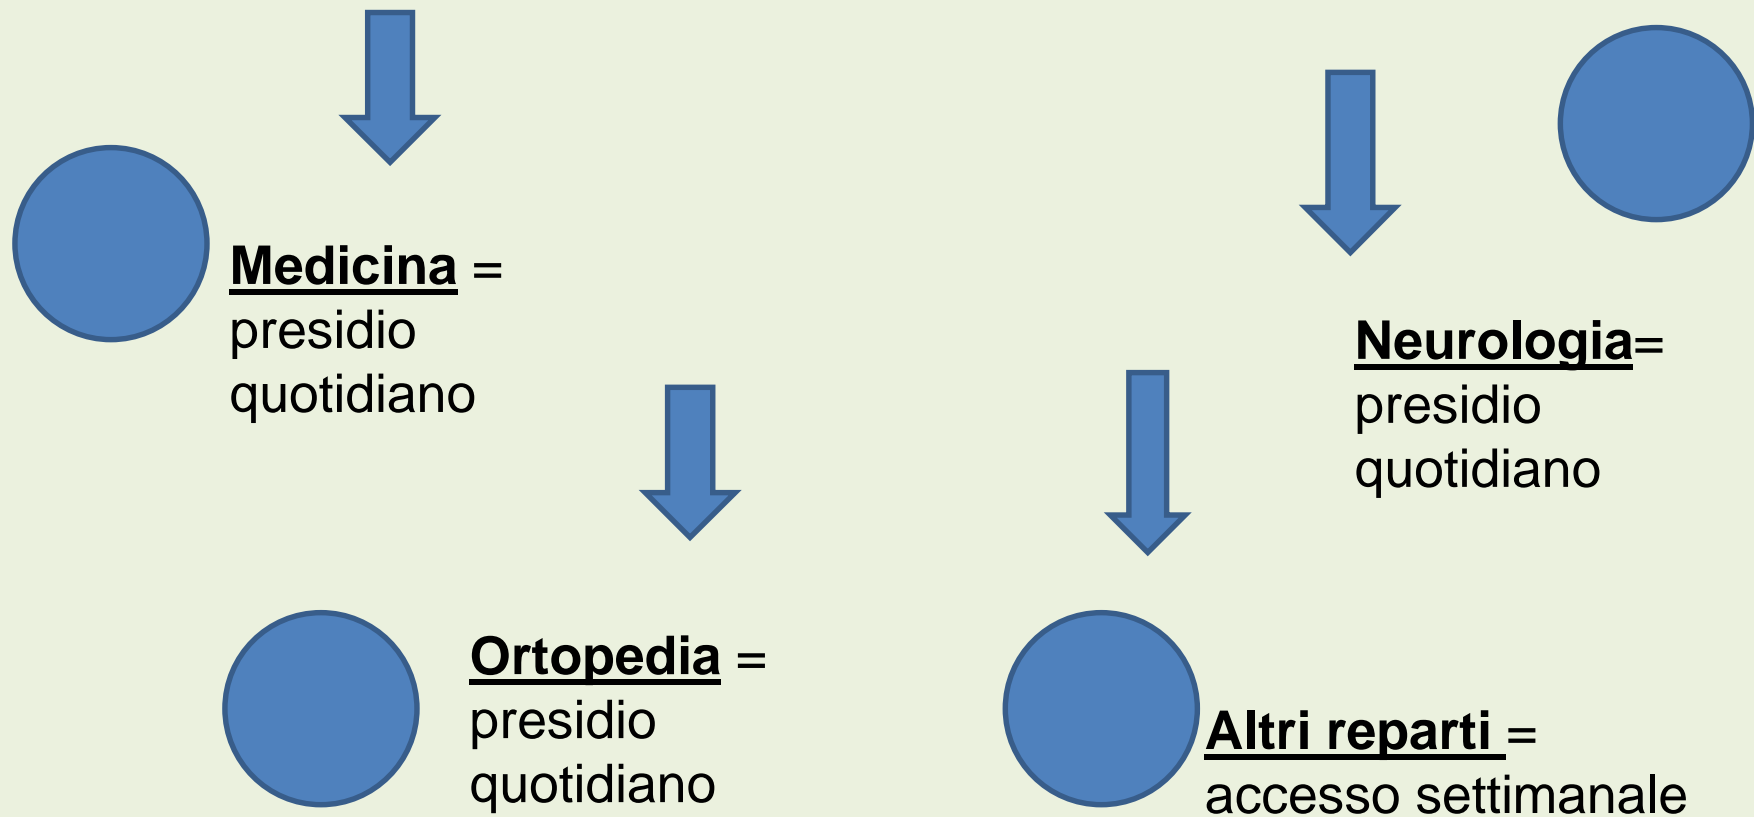 Medicina =
presidio
quotidiano
Neurologia=
presidio
quotidiano
Ortopedia =
presidio
quotidiano
Altri reparti =
accesso settimanale